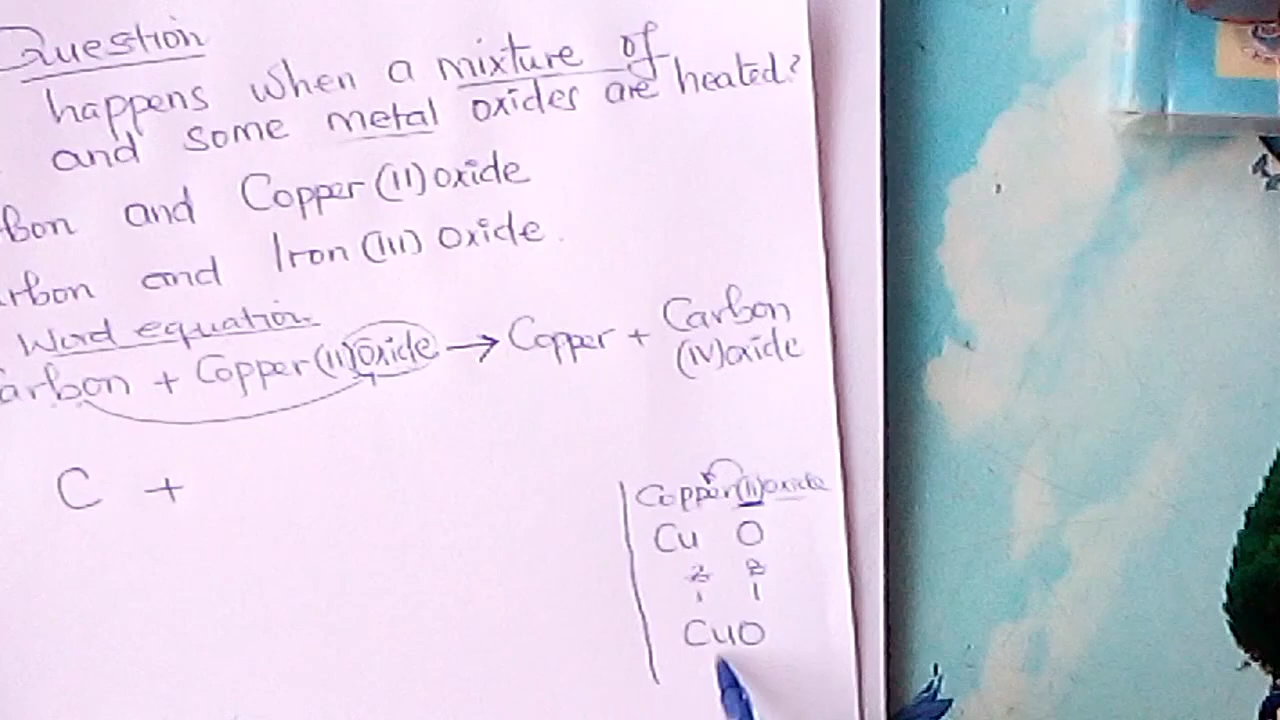 Question
happens when a mixture of
and some metal oxides are heated?
bon and Copper (II) oxide
rbon and Iron (III) oxide.
Word equation
arbon + Copper (II) oxide → Copper + Carbon (IV) oxide
C +
Copper (II) oxide
Cu O
2 2
1 1
CuO